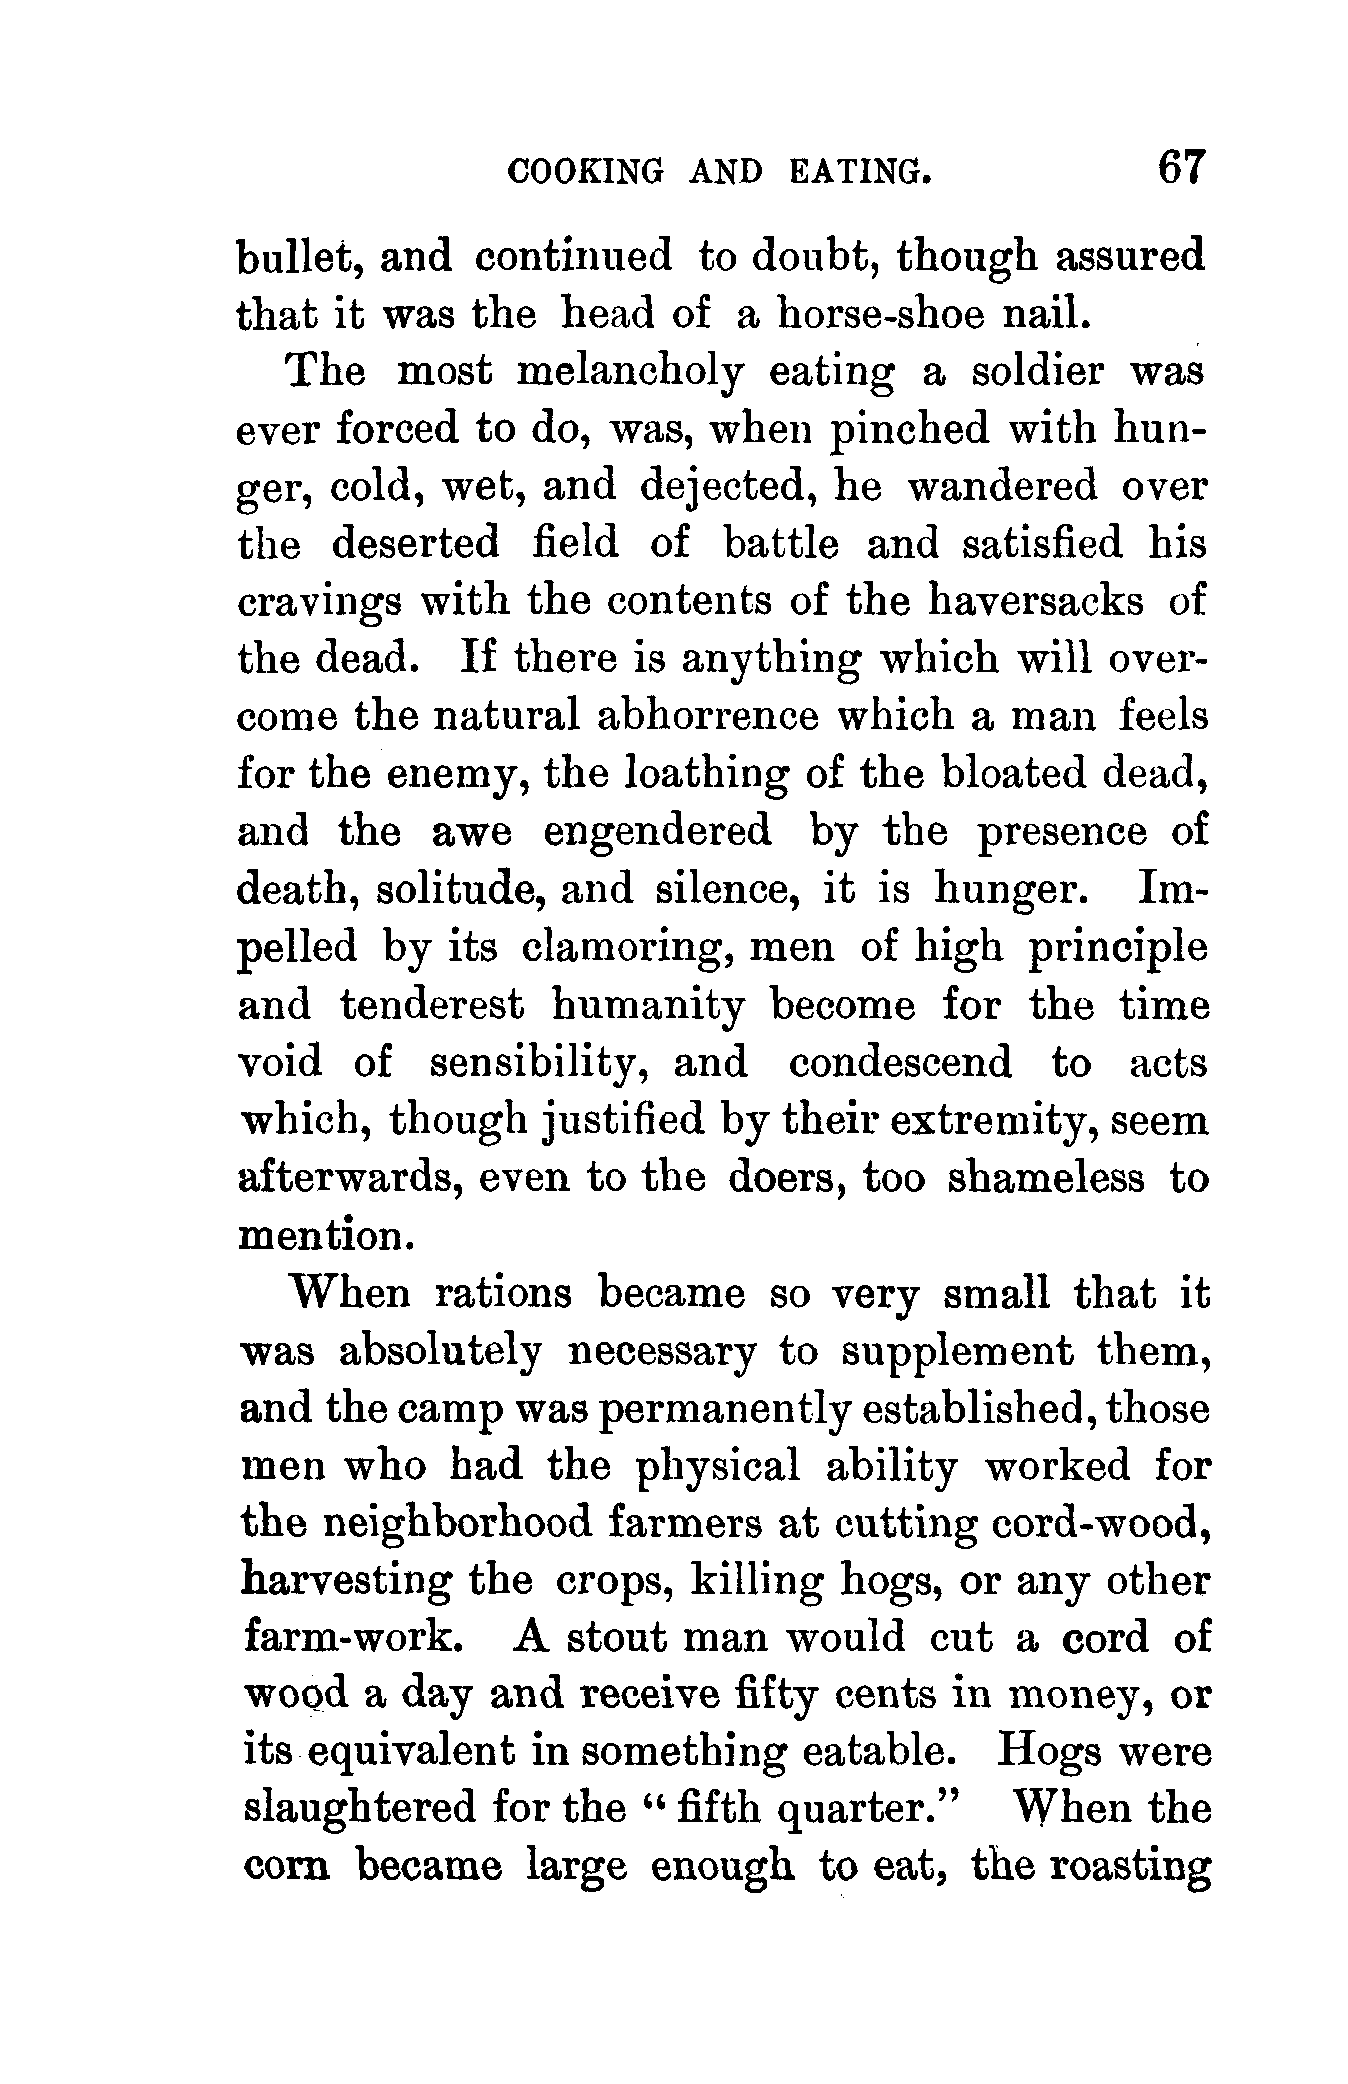 COOKING AND EATING. 67
bullet, and continued to doubt, though assured
that it was the head of a horse-shoe nail.
The most melancholy eating a soldier was
ever forced to do, was, when pinched with hun-
ger, cold, wet, and dejected, he wandered over
the deserted field of battle and satisfied his
cravings with the contents of the haversacks of
the dead. If there is anything which will over-
come the natural abhorrence which a man feels
for the enemy, the loathing of the bloated dead,
and the awe engendered by the presence of
death, solitude, and silence, it is hunger. Im-
pelled by its clamoring, men of high principle
and tenderest humanity become for the time
void of sensibility, and condescend to acts
which, though justified by their extremity, seem
afterwards, even to the doers, too shameless to
mention.
When rations became so very small that it
was absolutely necessary to supplement them,
and the camp was permanently established, those
men who had the physical ability worked for
the neighborhood farmers at cutting cord-wood,
harvesting the crops, killing hogs, or any other
farm-work. A stout man would cut a cord of
wood a day and receive fifty cents in money, or
its equivalent in something eatable. Hogs were
slaughtered for the “ fifth quarter.” When the
corn became large enough to eat, the roasting